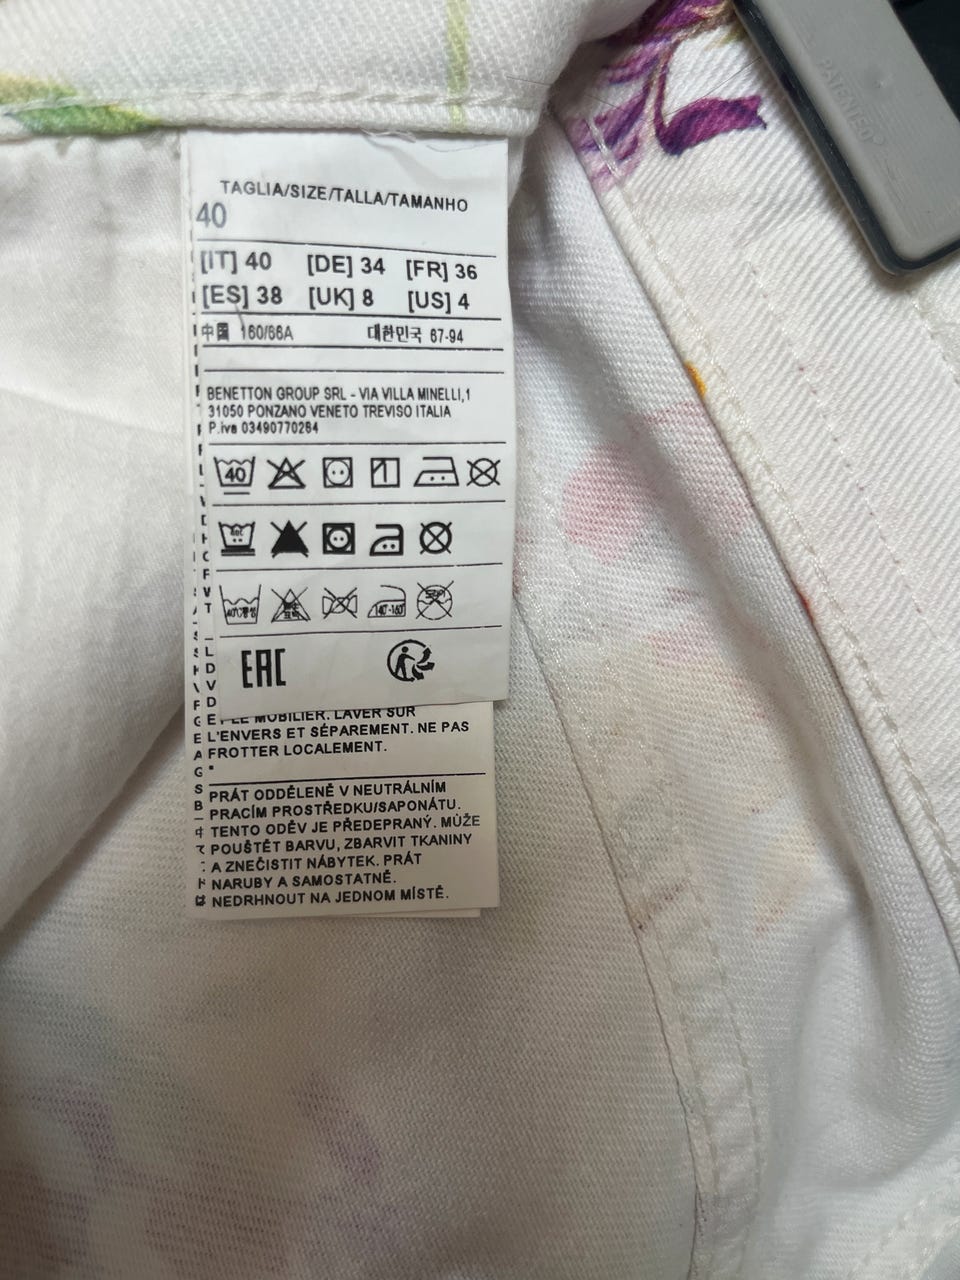 PATENTED
TAGLIA/SIZE/TALLA/TAMANHO
40
[IT] 40 [DE] 34 [FR] 36
[ES] 38 [UK] 8 [US] 4
中国 160/66A 대한민국 67-94
BENETTON GROUP SRL - VIA VILLA MINELLI,1
31050 PONZANO VENETO TREVISO ITALIA
P.iva 03490770264
40
EAC
ET LE MOBILIER. LAVER SUR
L'ENVERS ET SÉPAREMENT. NE PAS
FROTTER LOCALEMENT.
PRÁT ODDĚLENĚ V NEUTRÁLNÍM
PRACÍM PROSTŘEDKU/SAPONÁTU.
TENTO ODĚV JE PŘEDEPRANÝ. MŮŽE
POUŠTĚT BARVU, ZBARVIT TKANINY
A ZNEČISTIT NÁBYTEK. PRÁT
NARUBY A SAMOSTATNĚ.
NEDRHNOUT NA JEDNOM MÍSTĚ.